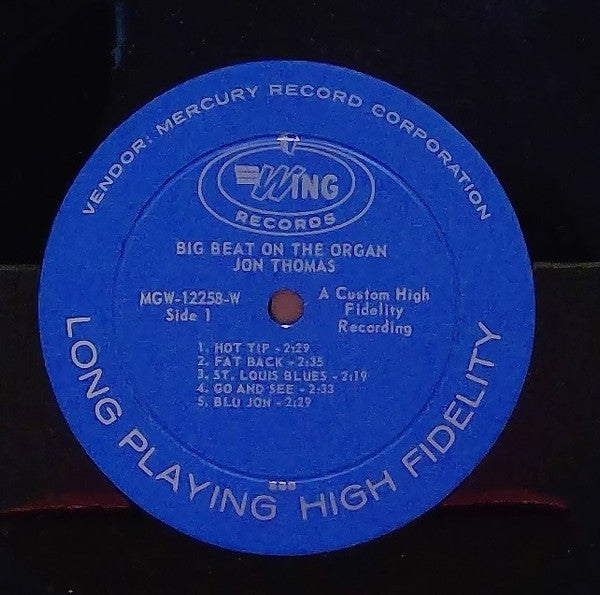 VENDOR: MERCURY RECORD CORPORATION
WING
RECORDS
BIG BEAT ON THE ORGAN
JON THOMAS
MGW-12258-W
Side 1
A Custom High
Fidelity
Recording
1. HOT TIP - 2:29
2. FAT BACK - 2:35
3. ST. LOUIS BLUES - 2:19
4. GO AND SEE - 2:33
5. BLU JON - 2:29
LONG PLAYING HIGH FIDELITY